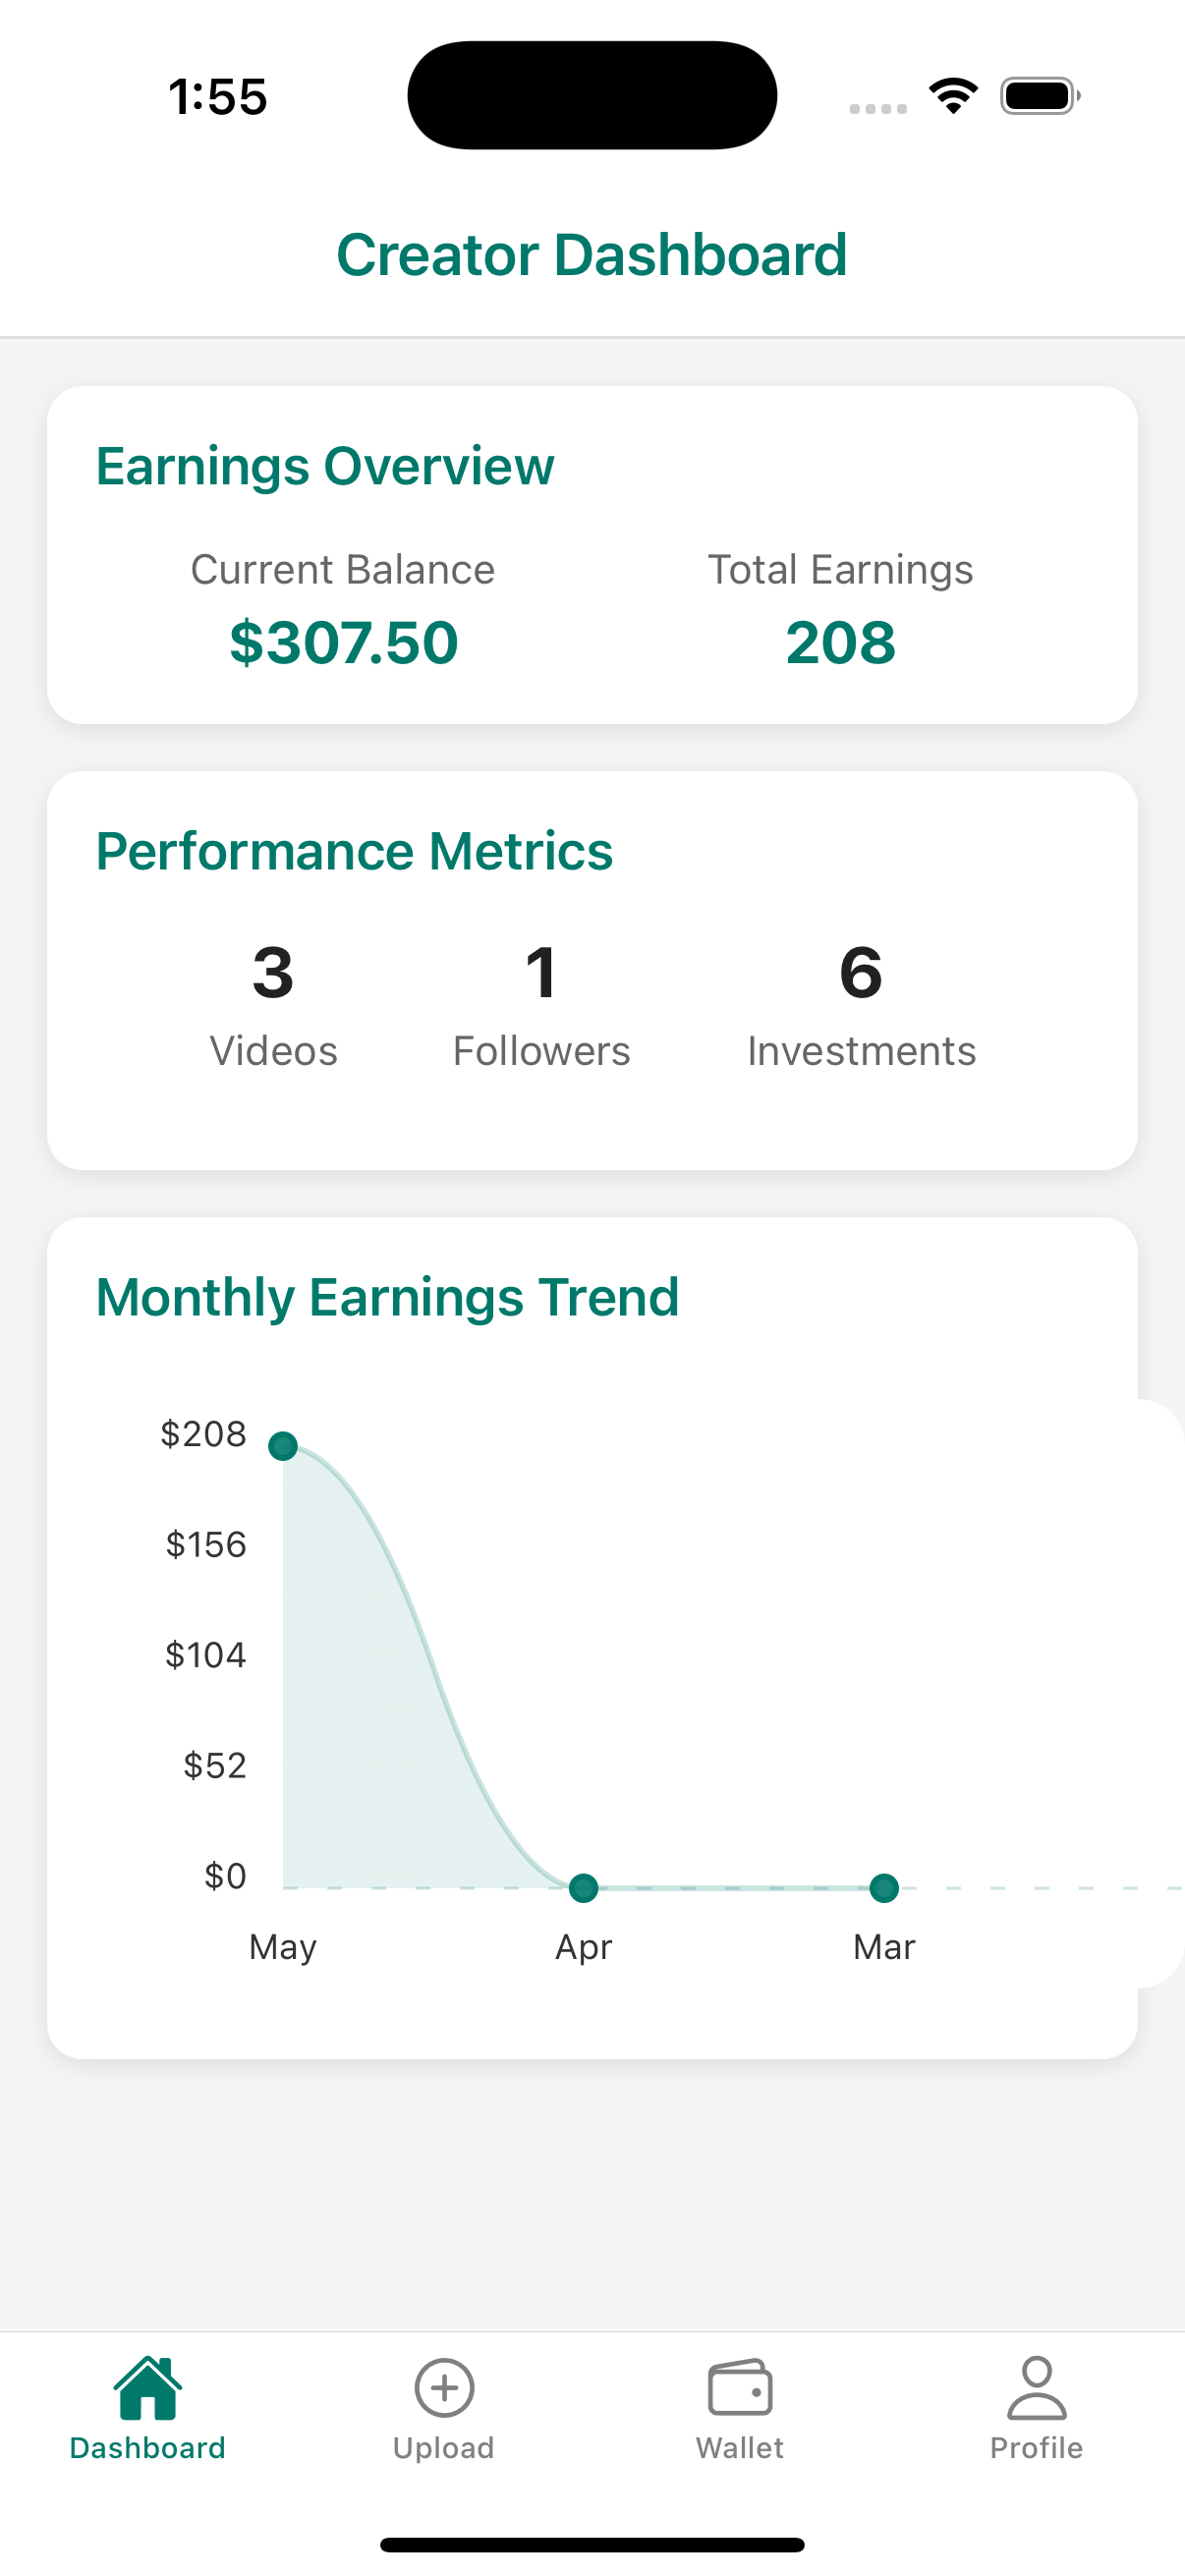 1:55
Creator Dashboard
Earnings Overview
Current Balance Total Earnings
$307.50 208
Performance Metrics
3 1 6
Videos Followers Investments
Monthly Earnings Trend
$208
$156
$104
$52
$0
May Apr Mar
Dashboard Upload Wallet Profile